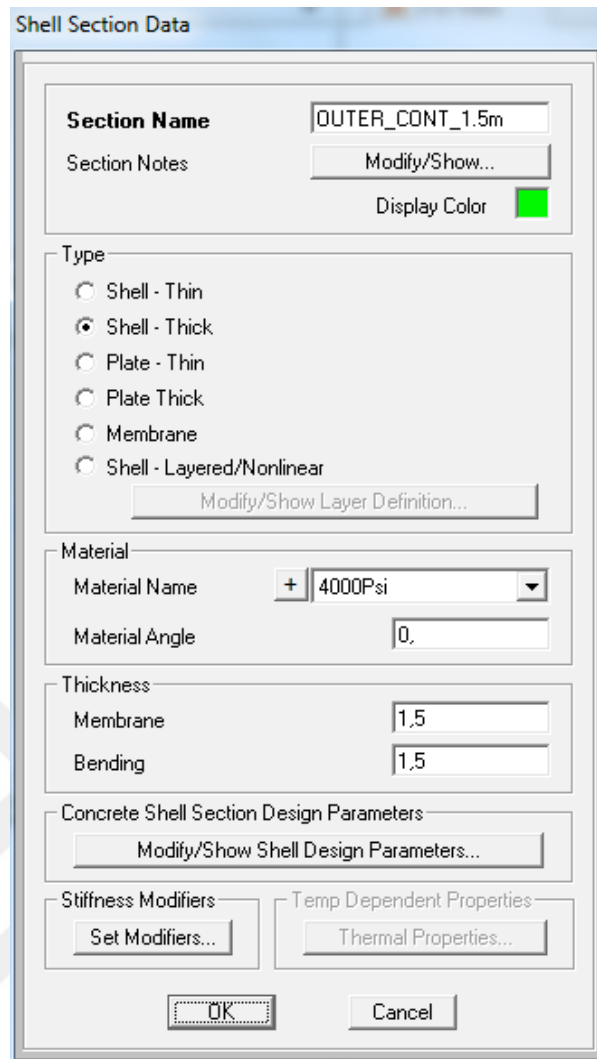 Shell Section Data
Section Name OUTER_CONT_1.5m
Section Notes Modify/Show...
Display Color
Type
Shell - Thin
Shell - Thick
Plate - Thin
Plate Thick
Membrane
Shell - Layered/Nonlinear
Modify/Show Layer Definition...
Material
Material Name + 4000Psi
Material Angle 0,
Thickness
Membrane 1,5
Bending 1,5
Concrete Shell Section Design Parameters
Modify/Show Shell Design Parameters...
Stiffness Modifiers Temp Dependent Properties
Set Modifiers... Thermal Properties...
OK Cancel